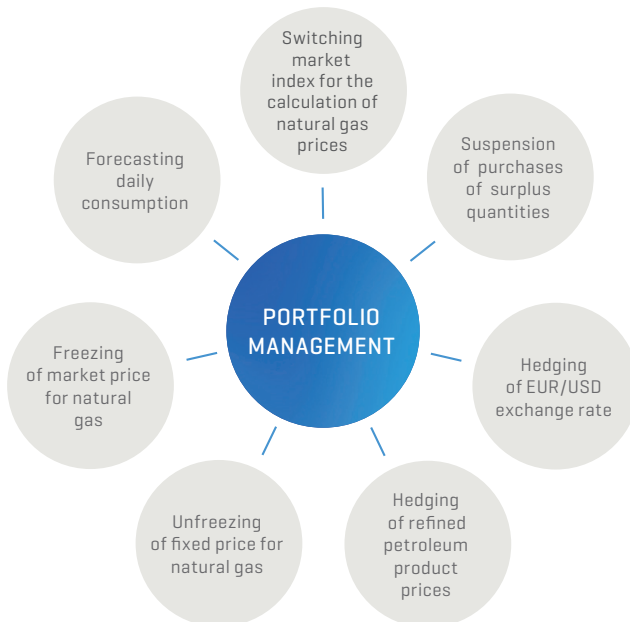 Switching
market
index for the
calculation of
natural gas
prices
Suspension
of purchases
of surplus
quantities
Hedging
of EUR/USD
exchange rate
Hedging
of refined
petroleum
product
prices
Unfreezing
of fixed price for
natural gas
Freezing
of market price
for natural
gas
Forecasting
daily
consumption
PORTFOLIO
MANAGEMENT